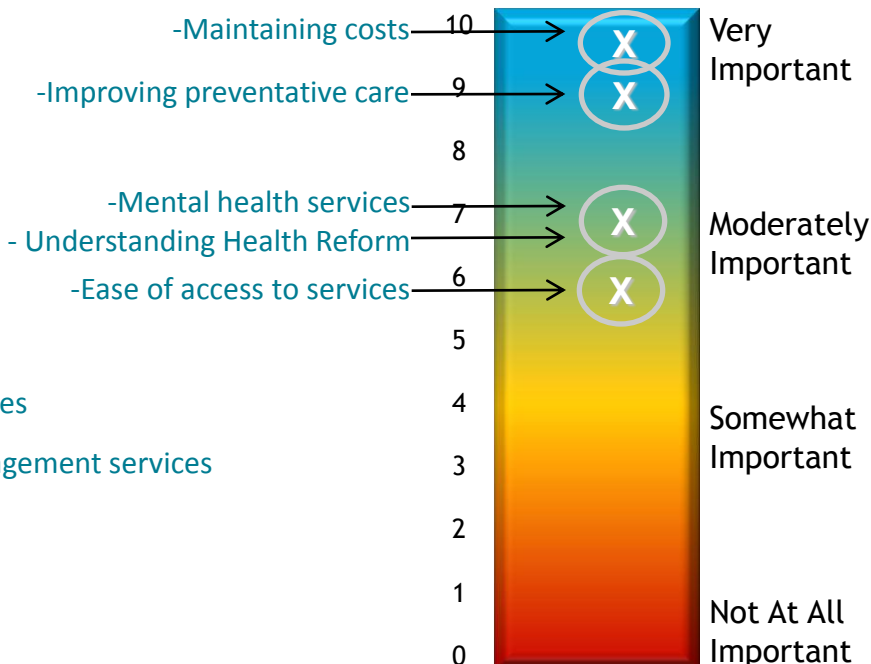 -Maintaining costs
-Improving preventative care
-Mental health services
- Understanding Health Reform
-Ease of access to services
es
gement services
10
9
8
7
6
5
4
3
2
1
0
X
X
X
X
Very
Important
Moderately
Important
Somewhat
Important
Not At All
Important